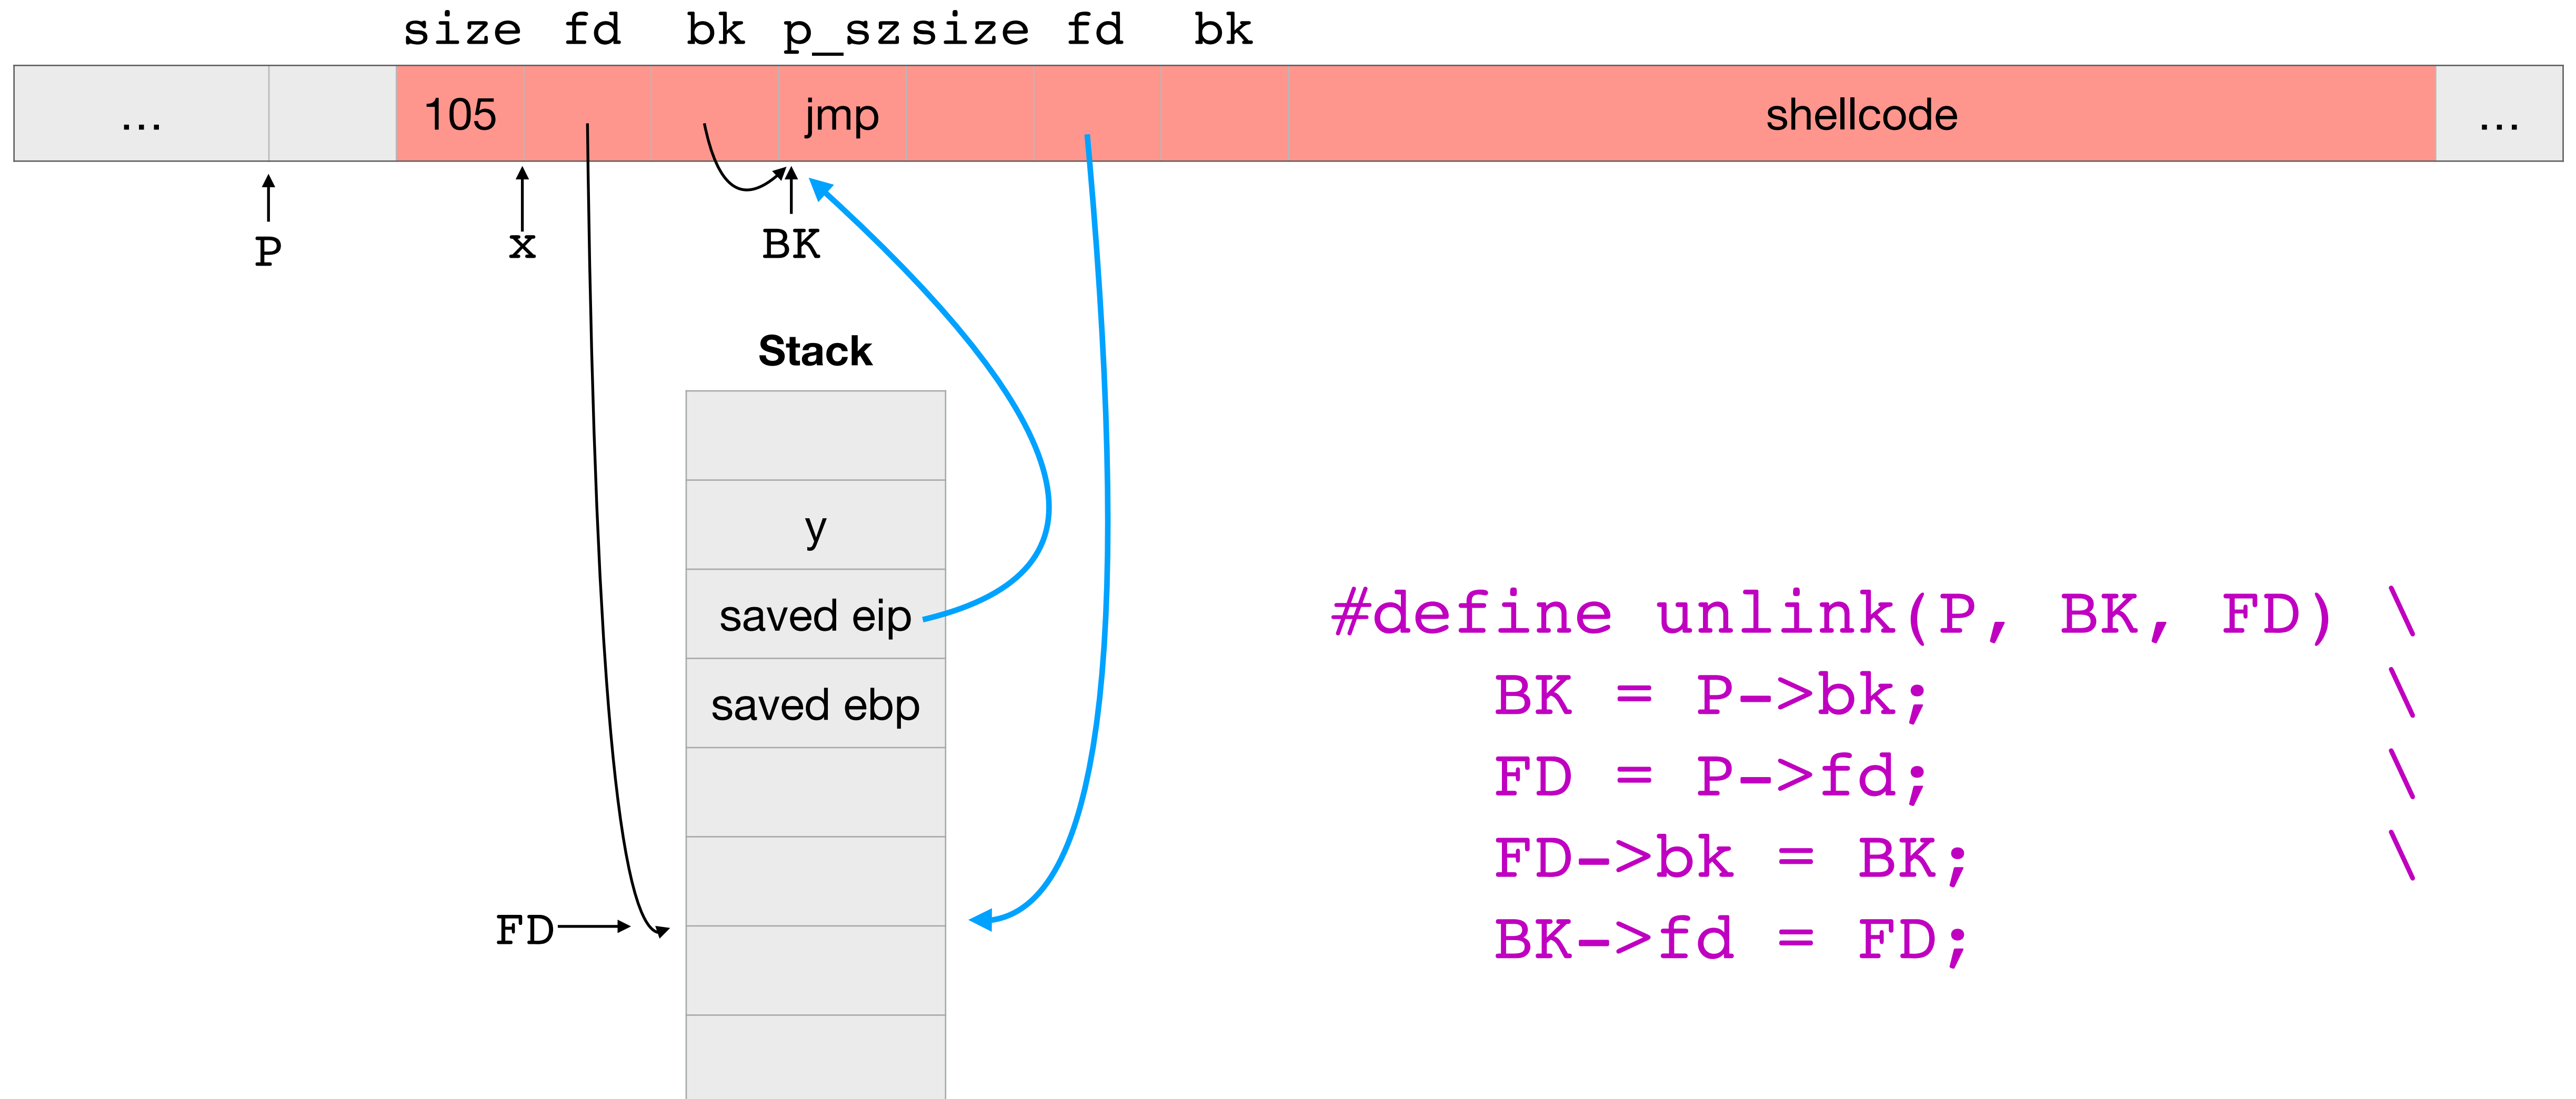 size fd bk p_sz size fd bk
... 105 jmp shellcode ...
P x BK
Stack
y
saved eip
saved ebp
FD
#define unlink(P, BK, FD) \
BK = P->bk; \
FD = P->fd; \
FD->bk = BK; \
BK->fd = FD;